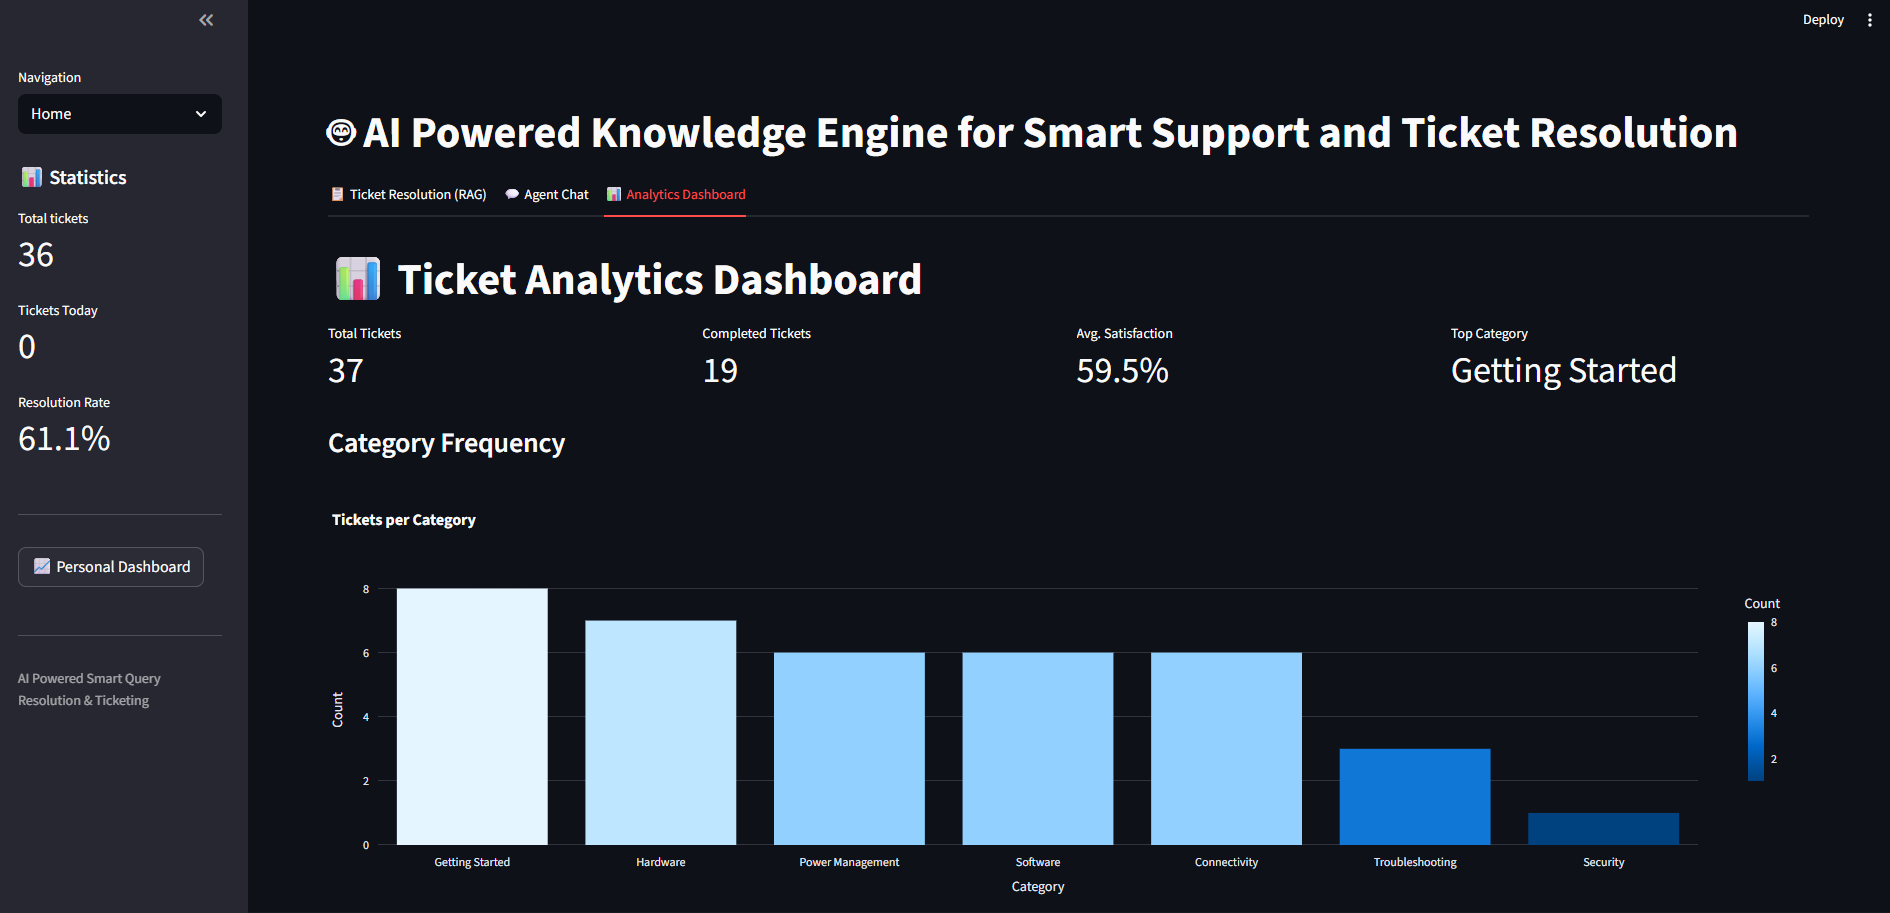 Deploy
Navigation
Home
📊 Statistics
Total tickets
36
Tickets Today
0
Resolution Rate
61.1%
📈 Personal Dashboard
AI Powered Smart Query
Resolution & Ticketing
AI Powered Knowledge Engine for Smart Support and Ticket Resolution
📋 Ticket Resolution (RAG)
💬 Agent Chat
📊 Analytics Dashboard
📊 Ticket Analytics Dashboard
Total Tickets
37
Completed Tickets
19
Avg. Satisfaction
59.5%
Top Category
Getting Started
Category Frequency
Tickets per Category
8
6
4
2
0
Count
Getting Started
Hardware
Power Management
Software
Connectivity
Troubleshooting
Security
Category
Count
8
6
4
2